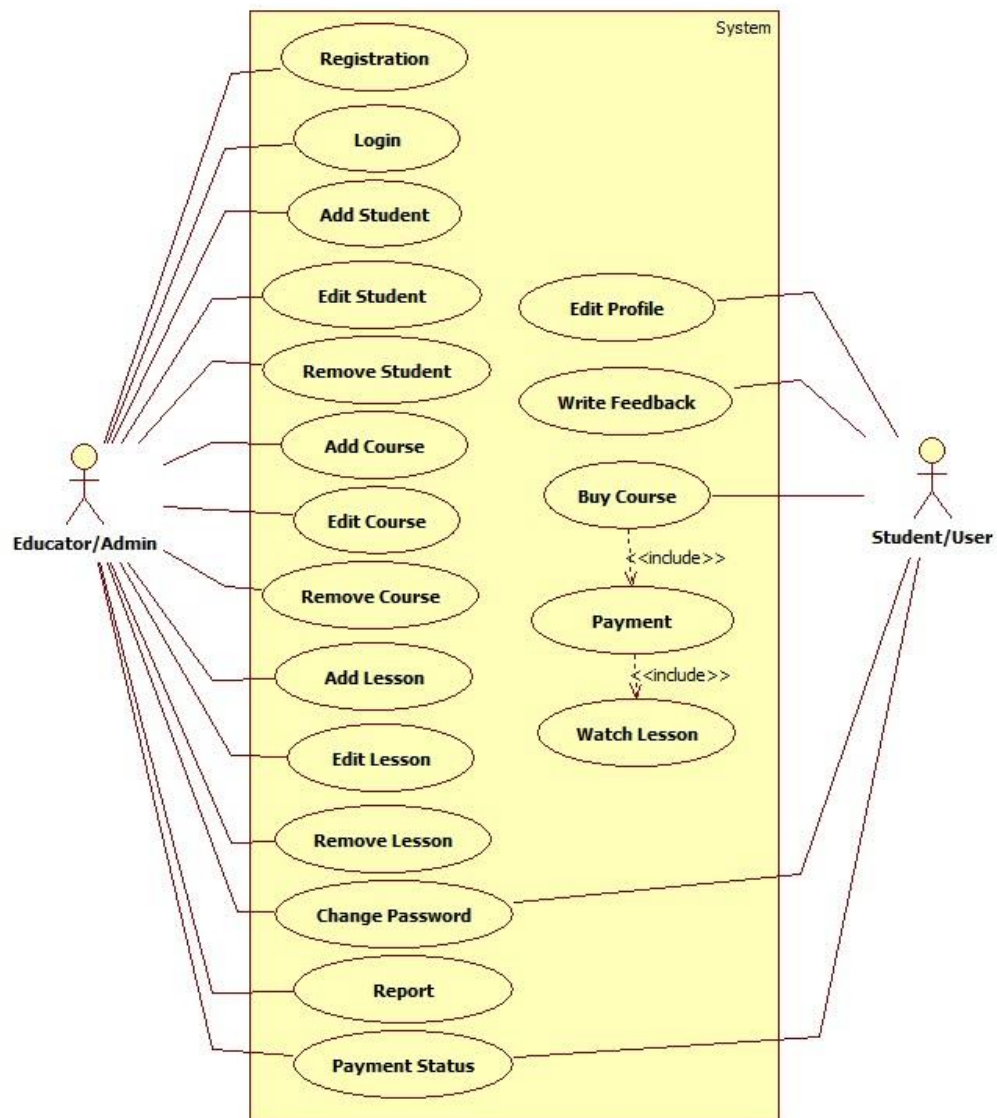 System
Registration
Login
Add Student
Edit Student
Edit Profile
Remove Student
Write Feedback
Add Course
Buy Course
Edit Course
Educator/Admin
Student/User
<<include>>
Remove Course
Payment
Add Lesson
<<include>>
Watch Lesson
Edit Lesson
Remove Lesson
Change Password
Report
Payment Status